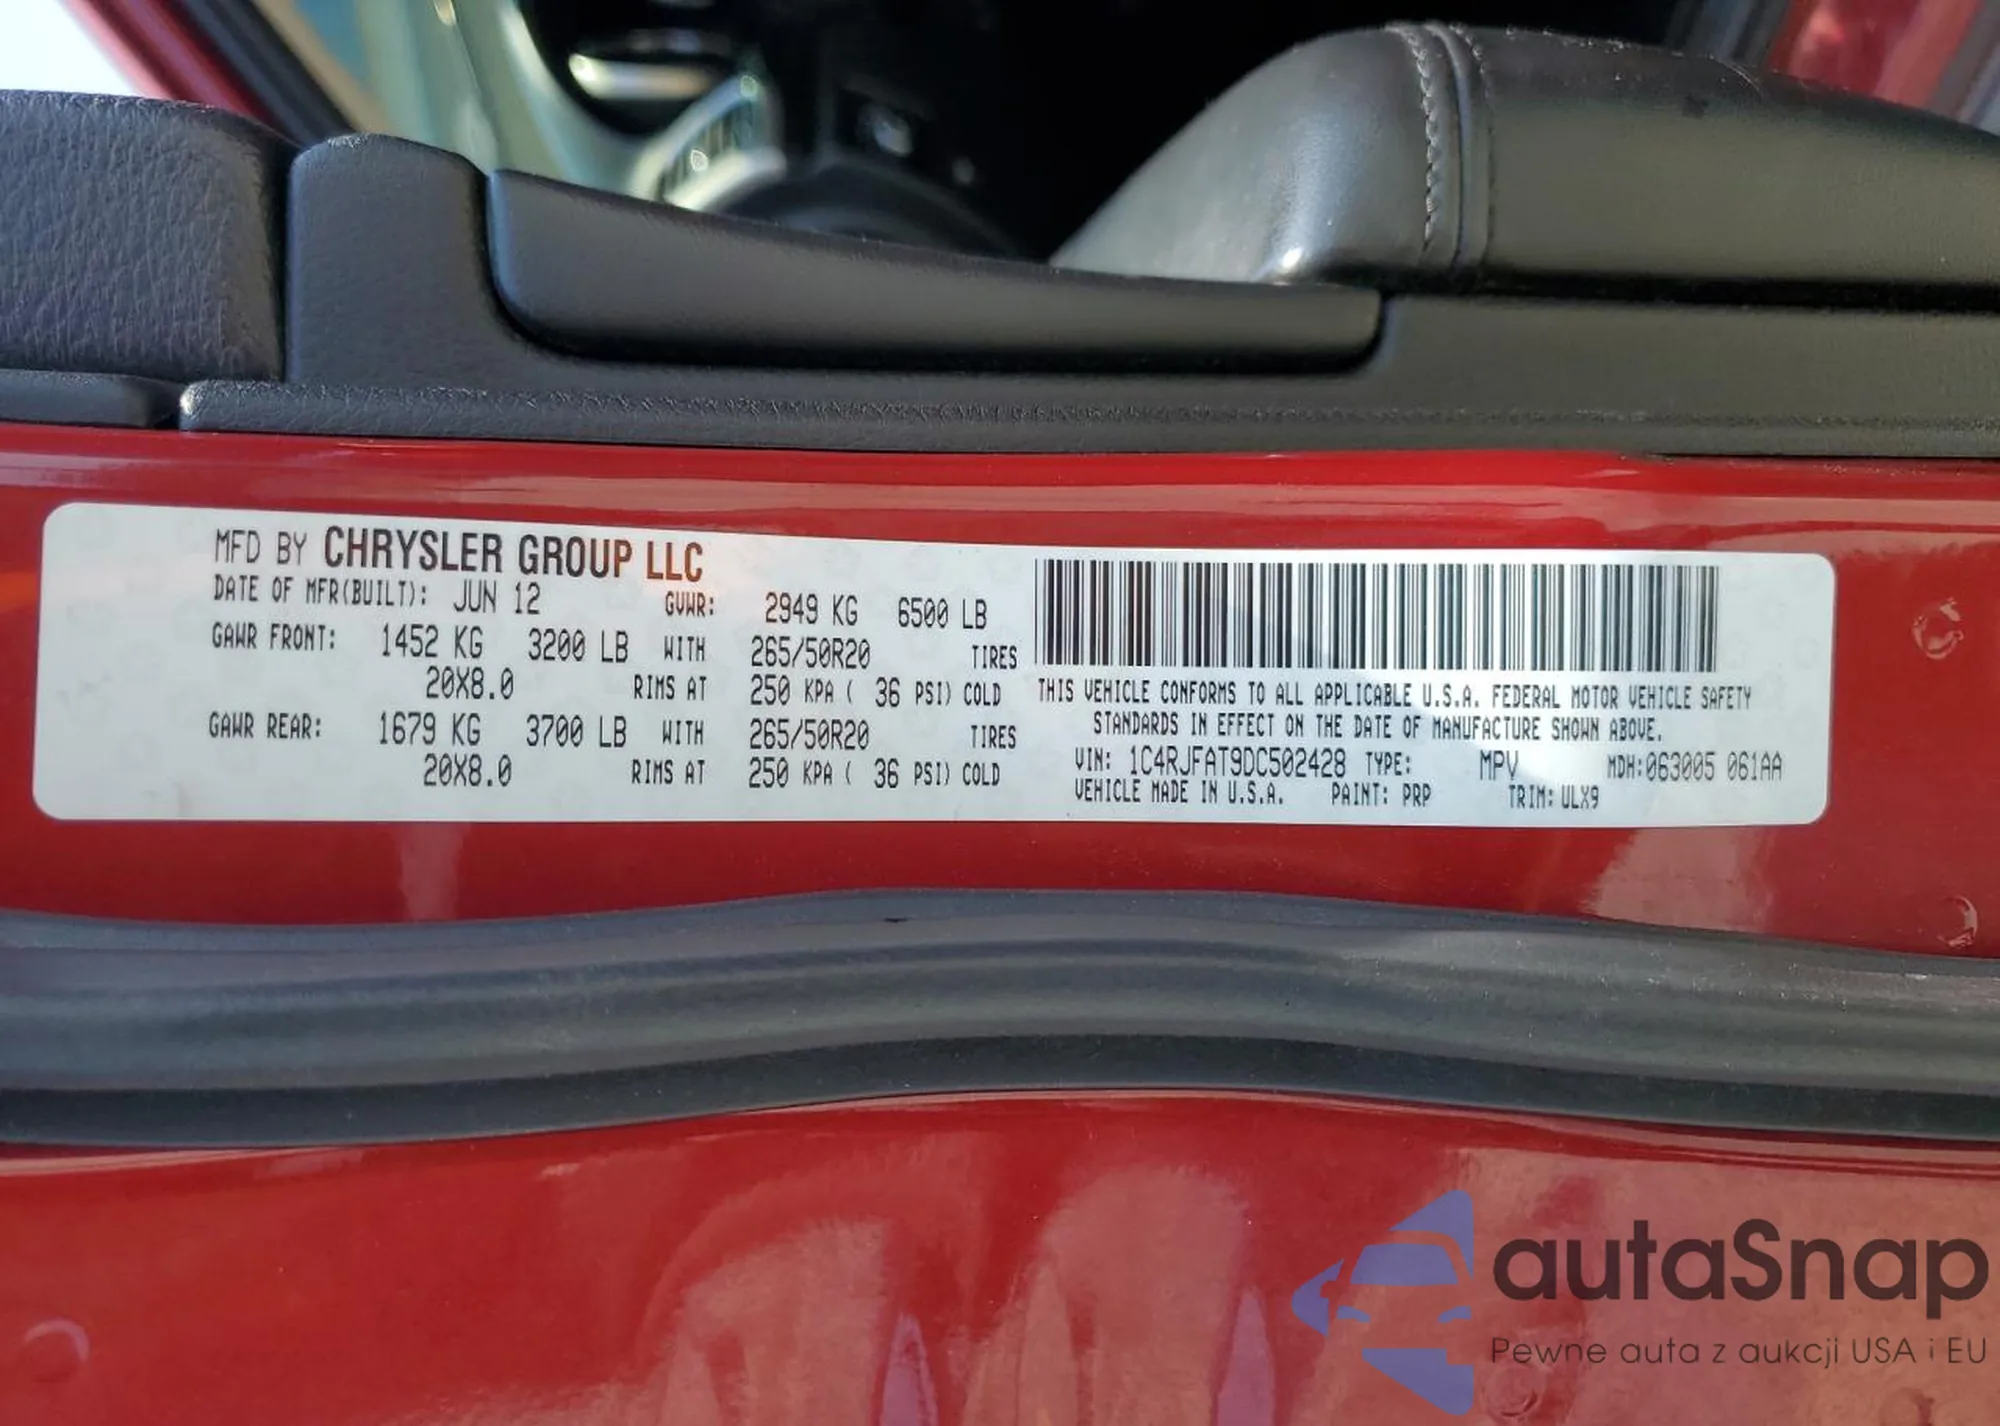 MFD BY CHRYSLER GROUP LLC
DATE OF MFR(BUILT): JUN 12 GVWR: 2949 KG 6500 LB
GAWR FRONT: 1452 KG 3200 LB WITH 265/50R20 TIRES
20X8.0 RIMS AT 250 KPA ( 36 PSI) COLD
GAWR REAR: 1679 KG 3700 LB WITH 265/50R20 TIRES
20X8.0 RIMS AT 250 KPA ( 36 PSI) COLD
THIS VEHICLE CONFORMS TO ALL APPLICABLE U.S.A. FEDERAL MOTOR VEHICLE SAFETY
STANDARDS IN EFFECT ON THE DATE OF MANUFACTURE SHOWN ABOVE.
VIN: 1C4RJFAT9DC502428 TYPE: MPV MDH:063005 061AA
VEHICLE MADE IN U.S.A. PAINT: PRP TRIM: ULX9
autaSnap
Pewne auta z aukcji USA i EU